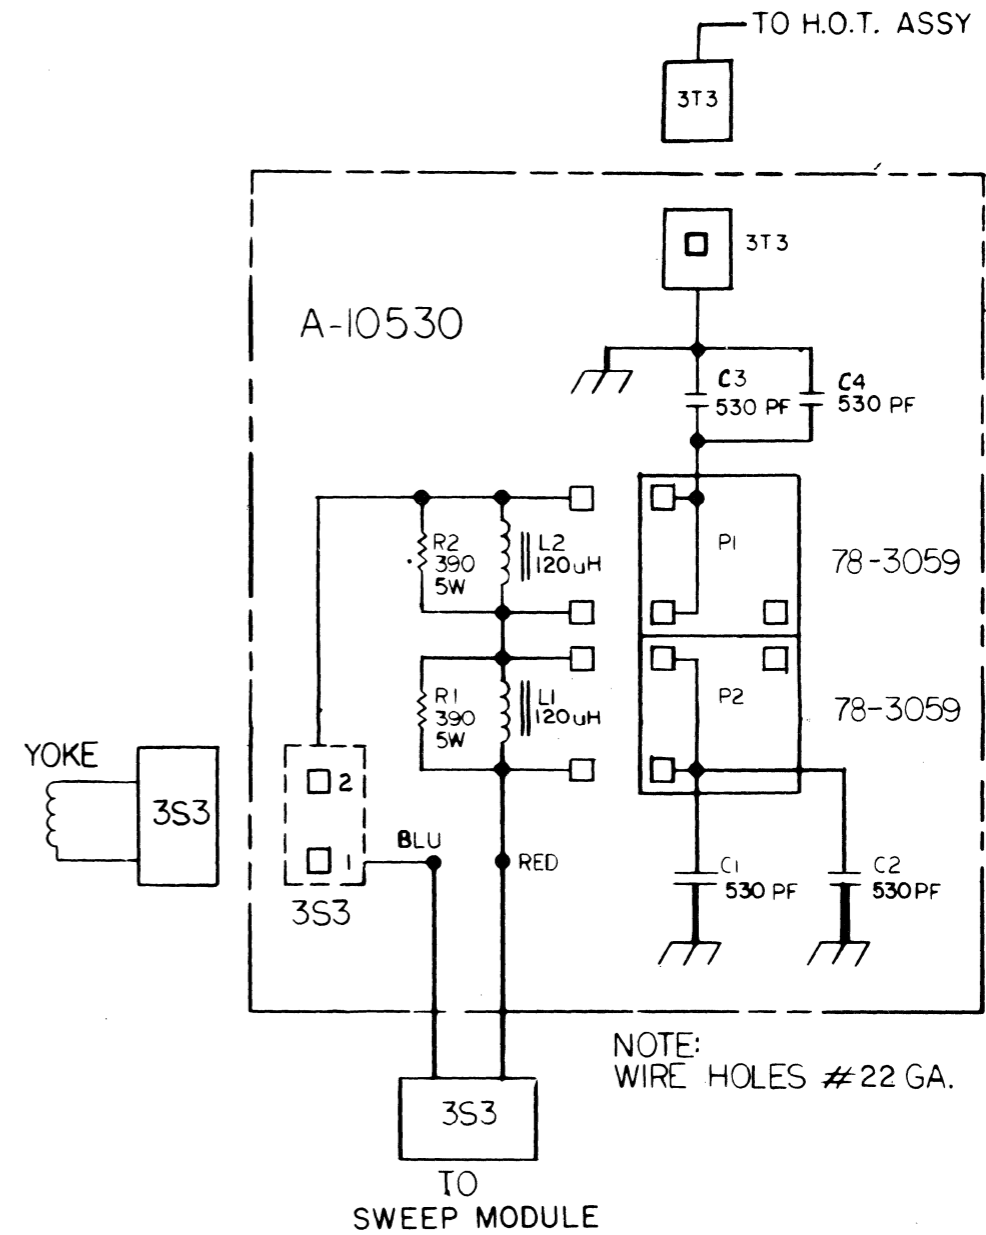 TO H.O.T. ASSY
3T3
3T3
A-10530
C3
530 PF
C4
530 PF
R2
390
5W
L2
120uH
P1
78-3059
R1
390
5W
L1
120uH
P2
78-3059
YOKE
3S3
2
1
3S3
BLU
RED
C1
530 PF
C2
530PF
NOTE:
WIRE HOLES #22 GA.
3S3
TO
SWEEP MODULE